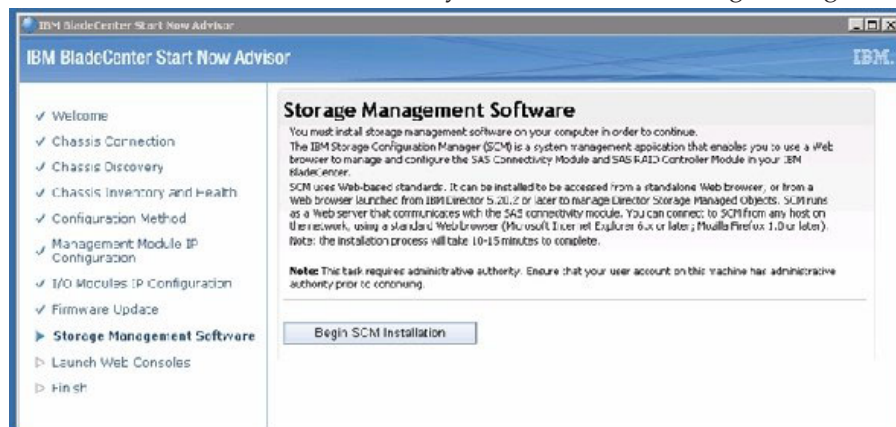 IBM BladeCenter Start Now Advisor
IBM BladeCenter Start Now Advisor
IBM.
✓ Welcome
✓ Chassis Connection
✓ Chassis Discovery
✓ Chassis Inventory and Health
✓ Configuration Method
✓ Management Module IP
Configuration
✓ I/O Modules IP Configuration
✓ Firmware Update
Storage Management Software
Launch Web Consoles
Finish
Storage Management Software
You must install storage management software on your computer in order to continue.
The IBM Storage Configuration Manager (SCM) is a system management application that enables you to use a Web
browser to manage and configure the SAS Connectivity Module and SAS RAID Controller Module in your IBM
BladeCenter.
SCM uses Web-based standards. It can be installed to be accessed from a standalone Web browser, or from a
Web browser launched from IBM Director 5.20.2 or later to manage Director Storage Managed Objects. SCM runs
as a Web server that communicates with the SAS connectivity module. You can connect to SCM from any host on
the network, using a standard Web browser (Microsoft Internet Explorer 6.x or later; Mozilla Firefox 1.0 or later).
Note: the installation process will take 10-15 minutes to complete.
Note: This task requires administrative authority. Ensure that your user account on this machine has administrative
authority prior to continuing.
Begin SCM Installation